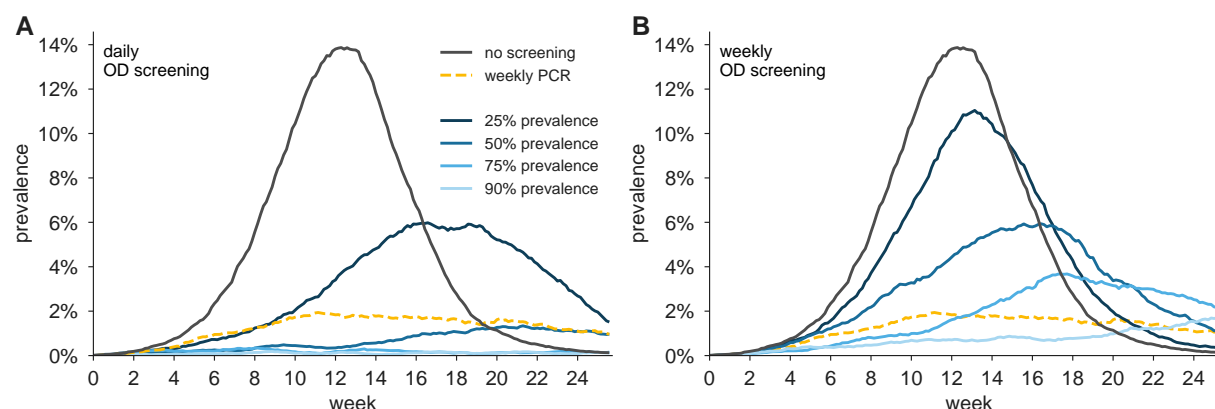 A
daily
OD screening
prevalence
14%
12%
10%
8%
6%
4%
2%
0%
0 2 4 6 8 10 12 14 16 18 20 22 24
week
no screening
weekly PCR
25% prevalence
50% prevalence
75% prevalence
90% prevalence
B
weekly
OD screening
prevalence
14%
12%
10%
8%
6%
4%
2%
0%
0 2 4 6 8 10 12 14 16 18 20 22 24
week